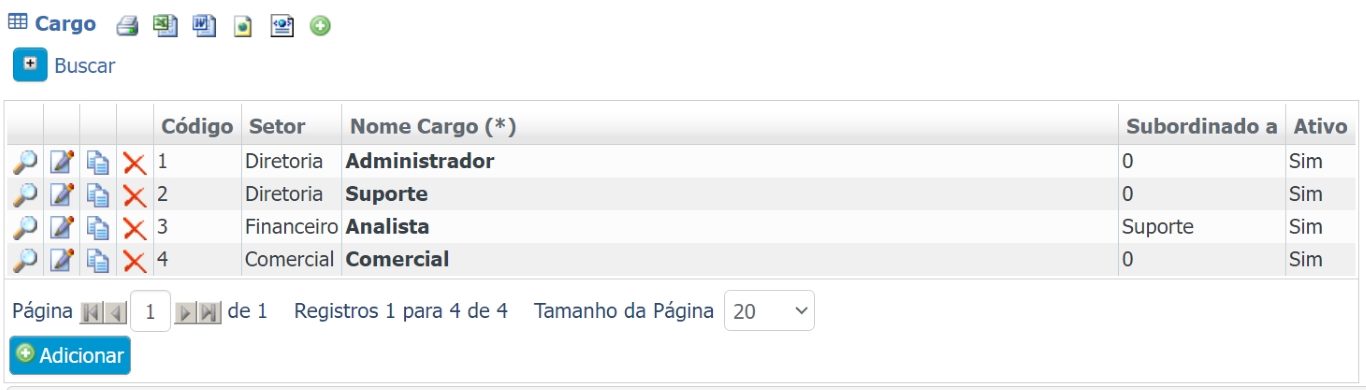 Cargo
Buscar
Código Setor Nome Cargo (*) Subordinado a Ativo
1 Diretoria Administrador 0 Sim
2 Diretoria Suporte 0 Sim
3 Financeiro Analista Suporte Sim
4 Comercial Comercial 0 Sim
Página 1 de 1 Registros 1 para 4 de 4 Tamanho da Página 20
Adicionar